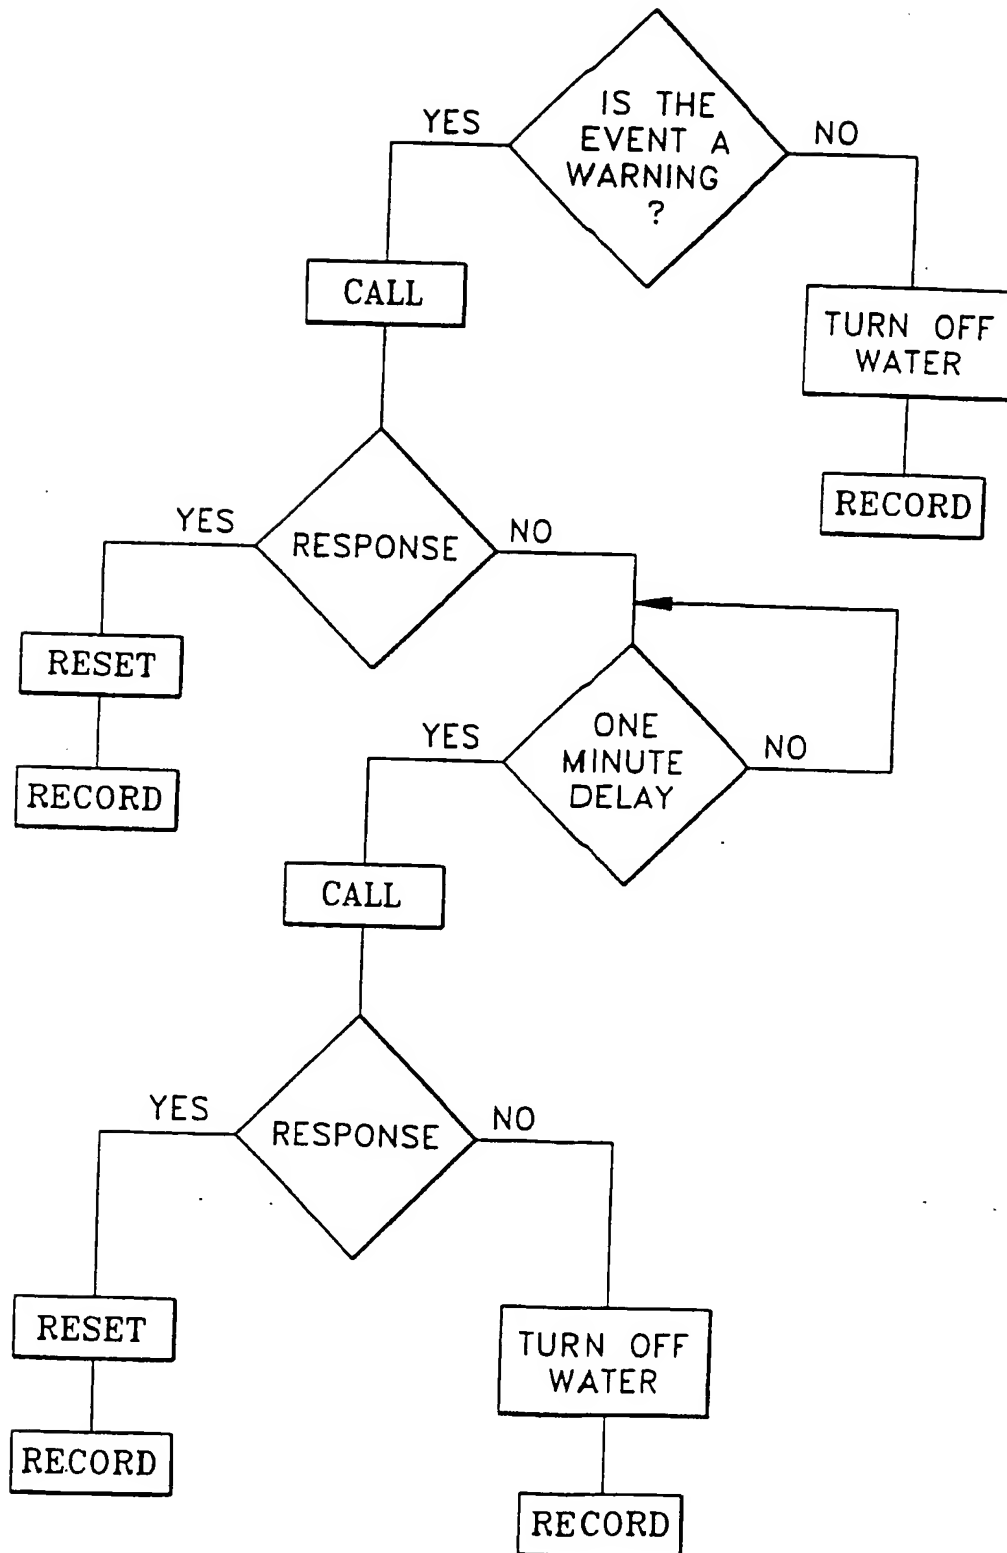 IS THE
EVENT A
WARNING
?
YES
NO
CALL
TURN OFF
WATER
RECORD
RESPONSE
YES
NO
RESET
RECORD
ONE
MINUTE
DELAY
YES
NO
CALL
RESPONSE
YES
NO
RESET
RECORD
TURN OFF
WATER
RECORD